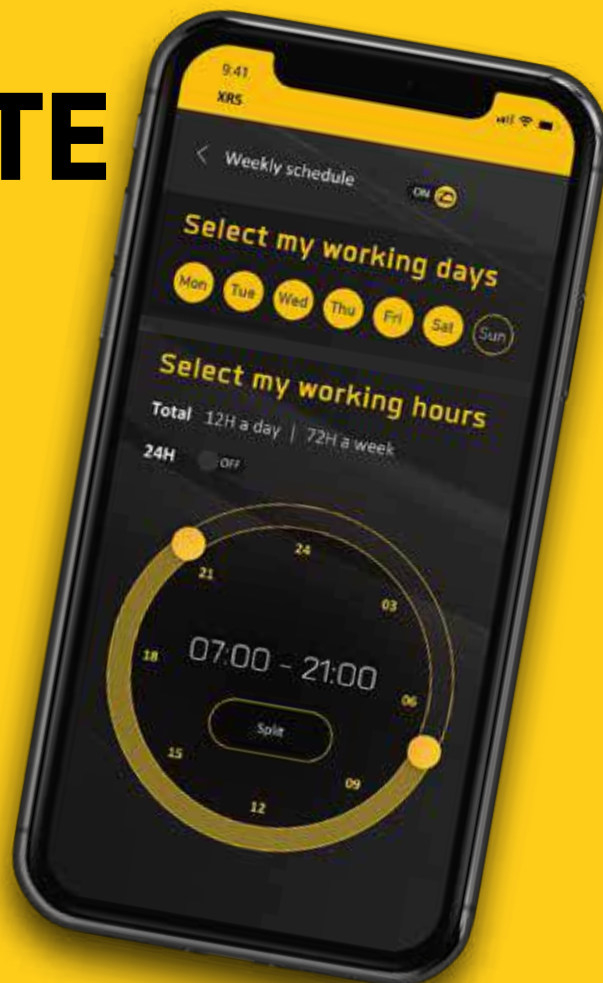 TE
9:41
XRS
Weekly schedule
ON
Select my working days
Mon Tue Wed Thu Fri Sat Sun
Select my working hours
Total 12H a day | 72H a week
24H OFF
24
21
03
07:00 - 21:00
18
06
Split
15
09
12